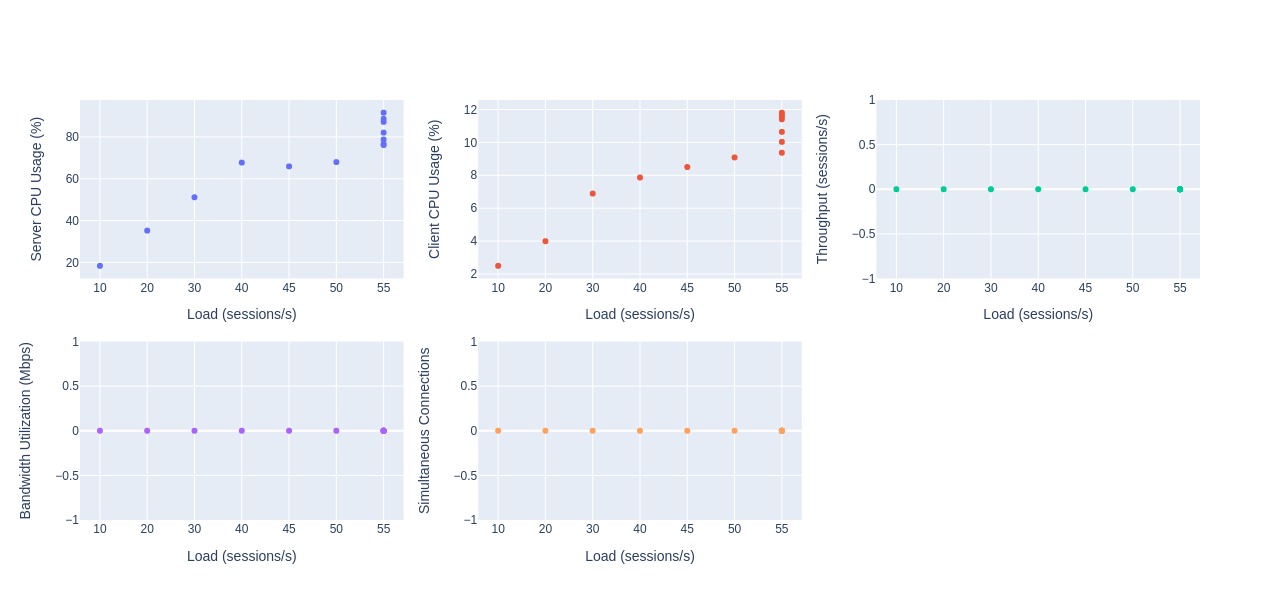 Server CPU Usage (%)
80
60
40
20
10 20 30 40 45 50 55
Load (sessions/s)
Client CPU Usage (%)
12
10
8
6
4
2
10 20 30 40 45 50 55
Load (sessions/s)
Throughput (sessions/s)
1
0.5
0
−0.5
−1
10 20 30 40 45 50 55
Load (sessions/s)
Bandwidth Utilization (Mbps)
1
0.5
0
−0.5
−1
10 20 30 40 45 50 55
Load (sessions/s)
Simultaneous Connections
1
0.5
0
−0.5
−1
10 20 30 40 45 50 55
Load (sessions/s)